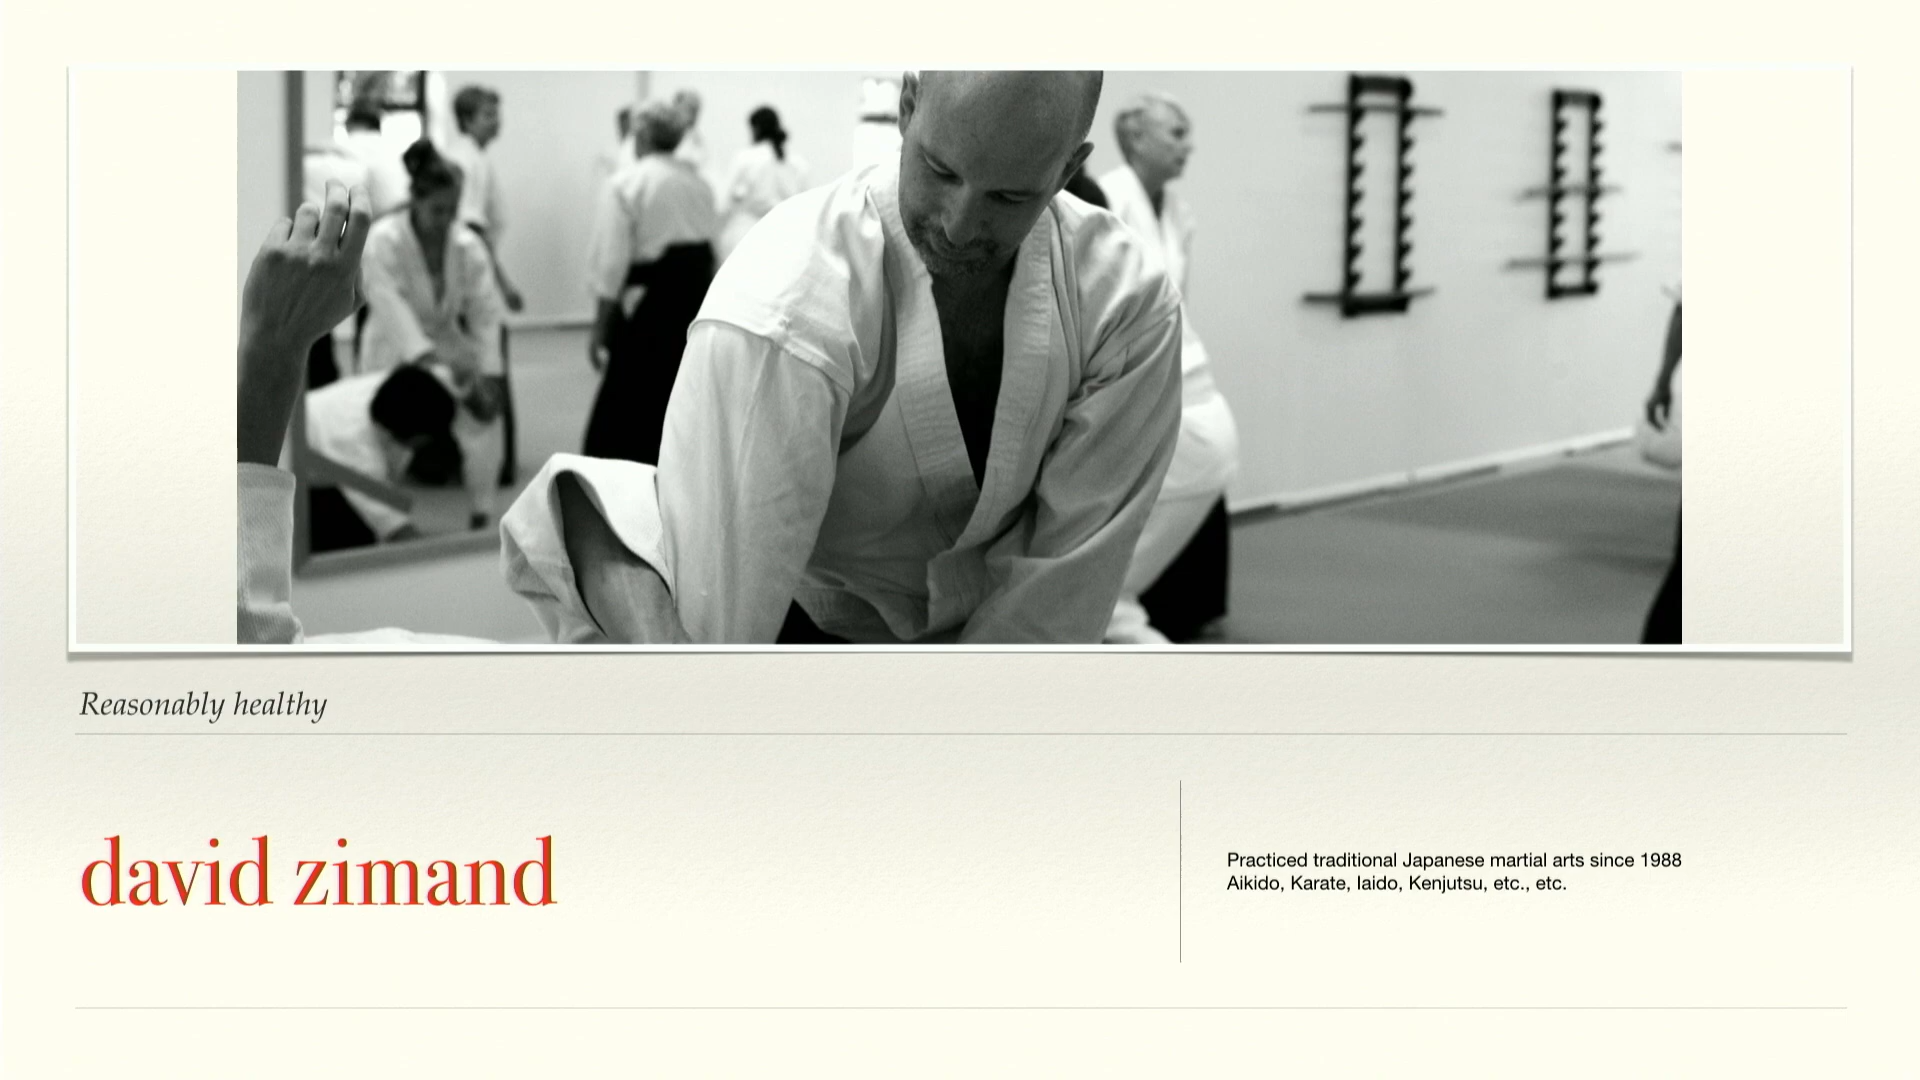 Reasonably healthy
david zimand
Practiced traditional Japanese martial arts since 1988
Aikido, Karate, Iaido, Kenjutsu, etc., etc.